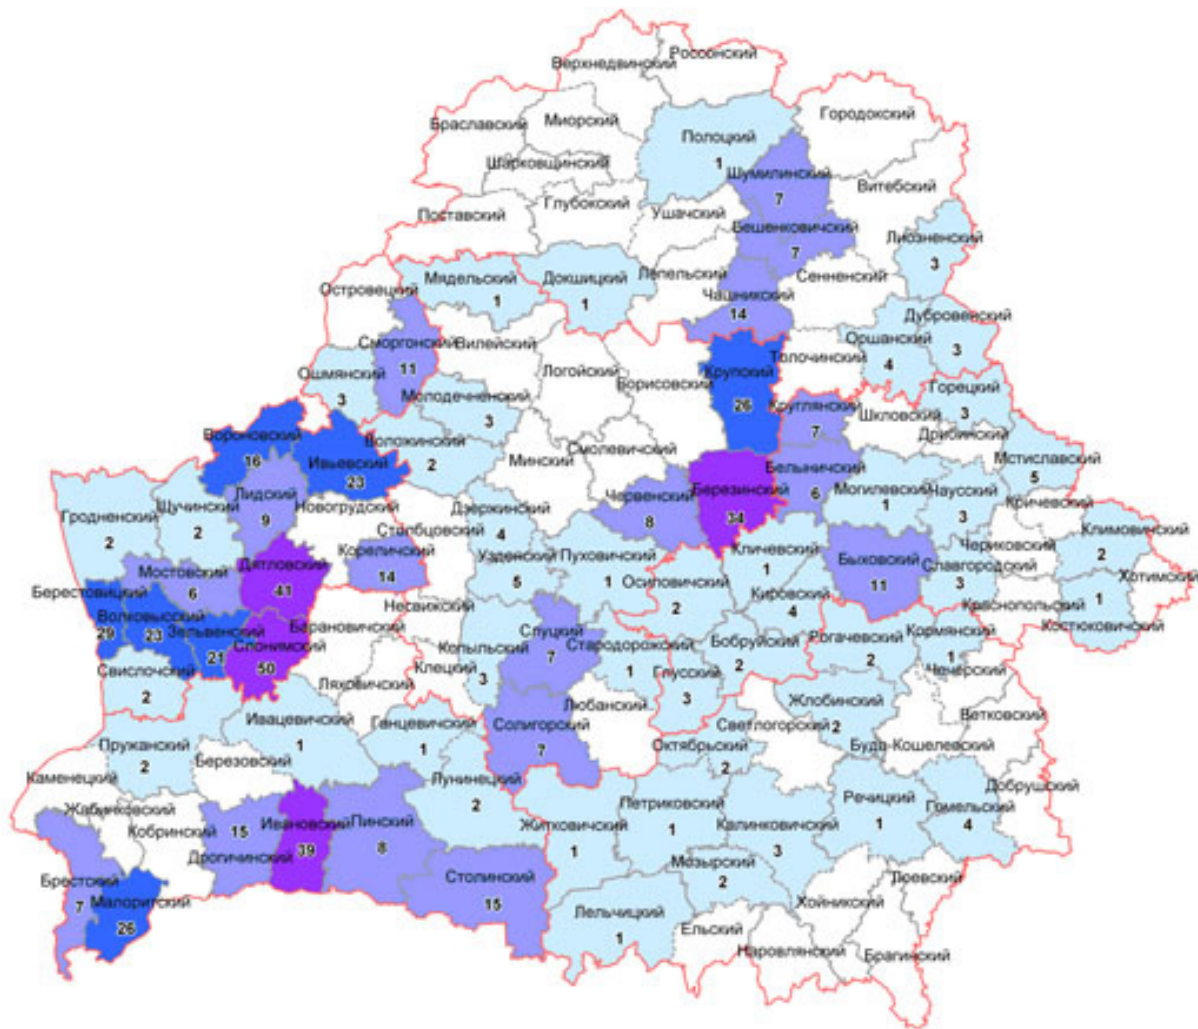 Россонский
Верхнедвинский
Браславский
Миорский
Городокский
Полоцкий
1
Шарковщинский
Шумилинский
7
Витебский
Глубокский
Ушачский
Поставский
Бешенковичский
7
Лиозненский
3
Мядельский
1
Докшицкий
1
Лепельский
Сенненский
Островецкий
Чашникский
14
Дубровенский
3
Сморгонский
11
Вилейский
Оршанский
4
Логойский
Толочинский
Ошмянский
3
Борисовский
Крупский
26
Молодечненский
3
Горецкий
3
Круглянский
7
Шкловский
Дрибинский
Вороновский
16
Воложинский
2
Ивьевский
23
Смолевичский
Минский
Мстиславский
5
Белыничский
6
Лидский
9
Новогрудский
Червенский
8
Березинский
34
Могилевский
1
Чаусский
3
Кричевский
Щучинский
2
Гродненский
2
Дзержинский
4
Столбцовский
Климовичский
2
Кореличский
14
Узденский
5
Пуховичский
1
Кличевский
1
Быховский
11
Чериковский
Славгородский
3
Мостовский
6
Дятловский
41
Осиповичский
2
Хотимский
Берестовицкий
29
Кировский
4
Краснопольский
1
Несвижский
Волковысский
23
Зельвенский
21
Барановичский
Костюковичский
Слонимский
50
Слуцкий
7
Стародорожский
1
Бобруйский
2
Рогачевский
2
Кормянский
1
Копыльский
3
Клецкий
Глусский
3
Чечерский
Свислочский
2
Ляховичский
Любанский
Жлобинский
2
Ивацевичский
1
Ганцевичский
1
Солигорский
7
Светлогорский
Ветковский
Пружанский
2
Октябрьский
2
Буда-Кошелевский
Березовский
Каменецкий
Лунинецкий
2
Добрушский
Жабинковский
Петриковский
1
Речицкий
1
Гомельский
4
Кобринский
15
Ивановский
39
Пинский
8
Житковичский
1
Калинковичский
3
Дрогичинский
Мозырский
2
Столинский
15
Брестский
7
Лоевский
Малоритский
26
Хойникский
Лельчицкий
1
Ельский
Наровлянский
Брагинский